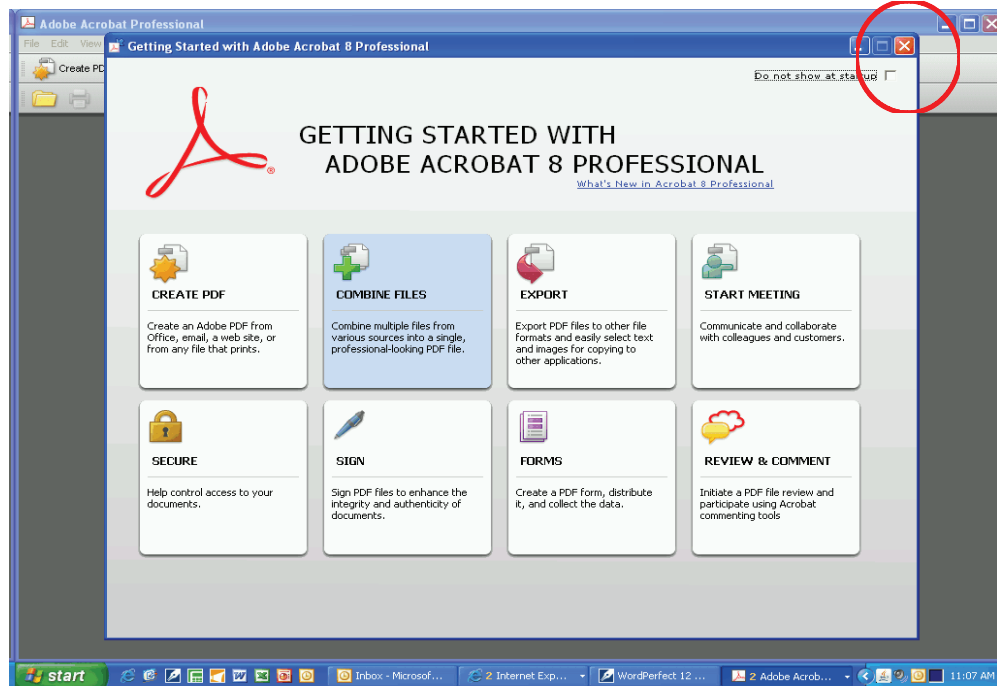 Adobe Acrobat Professional
File Edit View
Getting Started with Adobe Acrobat 8 Professional
Create PD
Do not show at startup
GETTING STARTED WITH
ADOBE ACROBAT 8 PROFESSIONAL
What's New in Acrobat 8 Professional
CREATE PDF
Create an Adobe PDF from
Office, email, a web site, or
from any file that prints.
COMBINE FILES
Combine multiple files from
various sources into a single,
professional-looking PDF file.
EXPORT
Export PDF files to other file
formats and easily select text
and images for copying to
other applications.
START MEETING
Communicate and collaborate
with colleagues and customers.
SECURE
Help control access to your
documents.
SIGN
Sign PDF files to enhance the
integrity and authenticity of
documents.
FORMS
Create a PDF form, distribute
it, and collect the data.
REVIEW & COMMENT
Initiate a PDF file review and
participate using Acrobat
commenting tools
start Inbox - Microsof... 2 Internet Exp... WordPerfect 12 ... 2 Adobe Acrob... 11:07 AM